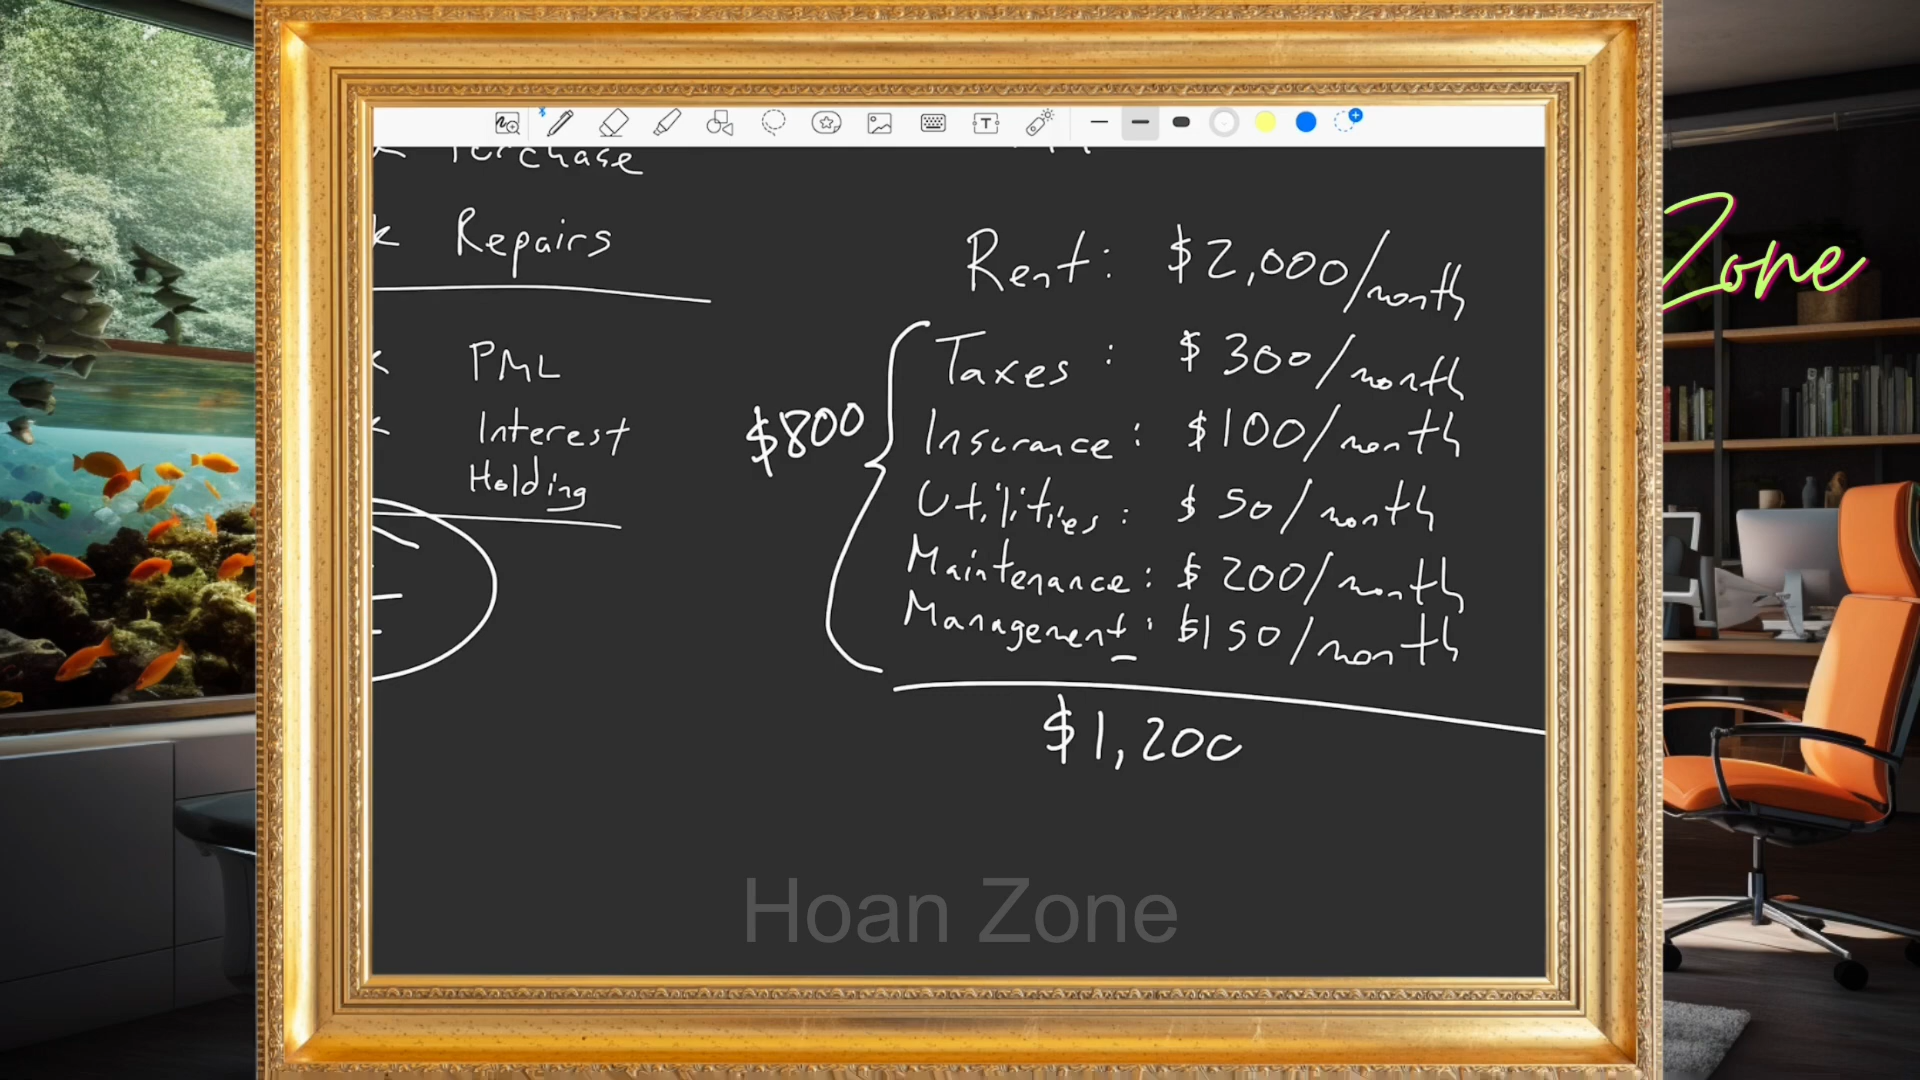 Purchase
k Repairs
k PML
k Interest
Holding
Rent: $2,000/month
Taxes: $300/month
$800
Insurance: $100/month
Utilities: $50/month
Maintenance: $200/month
Management: $150/month
$1,200
Hoan Zone
Zone